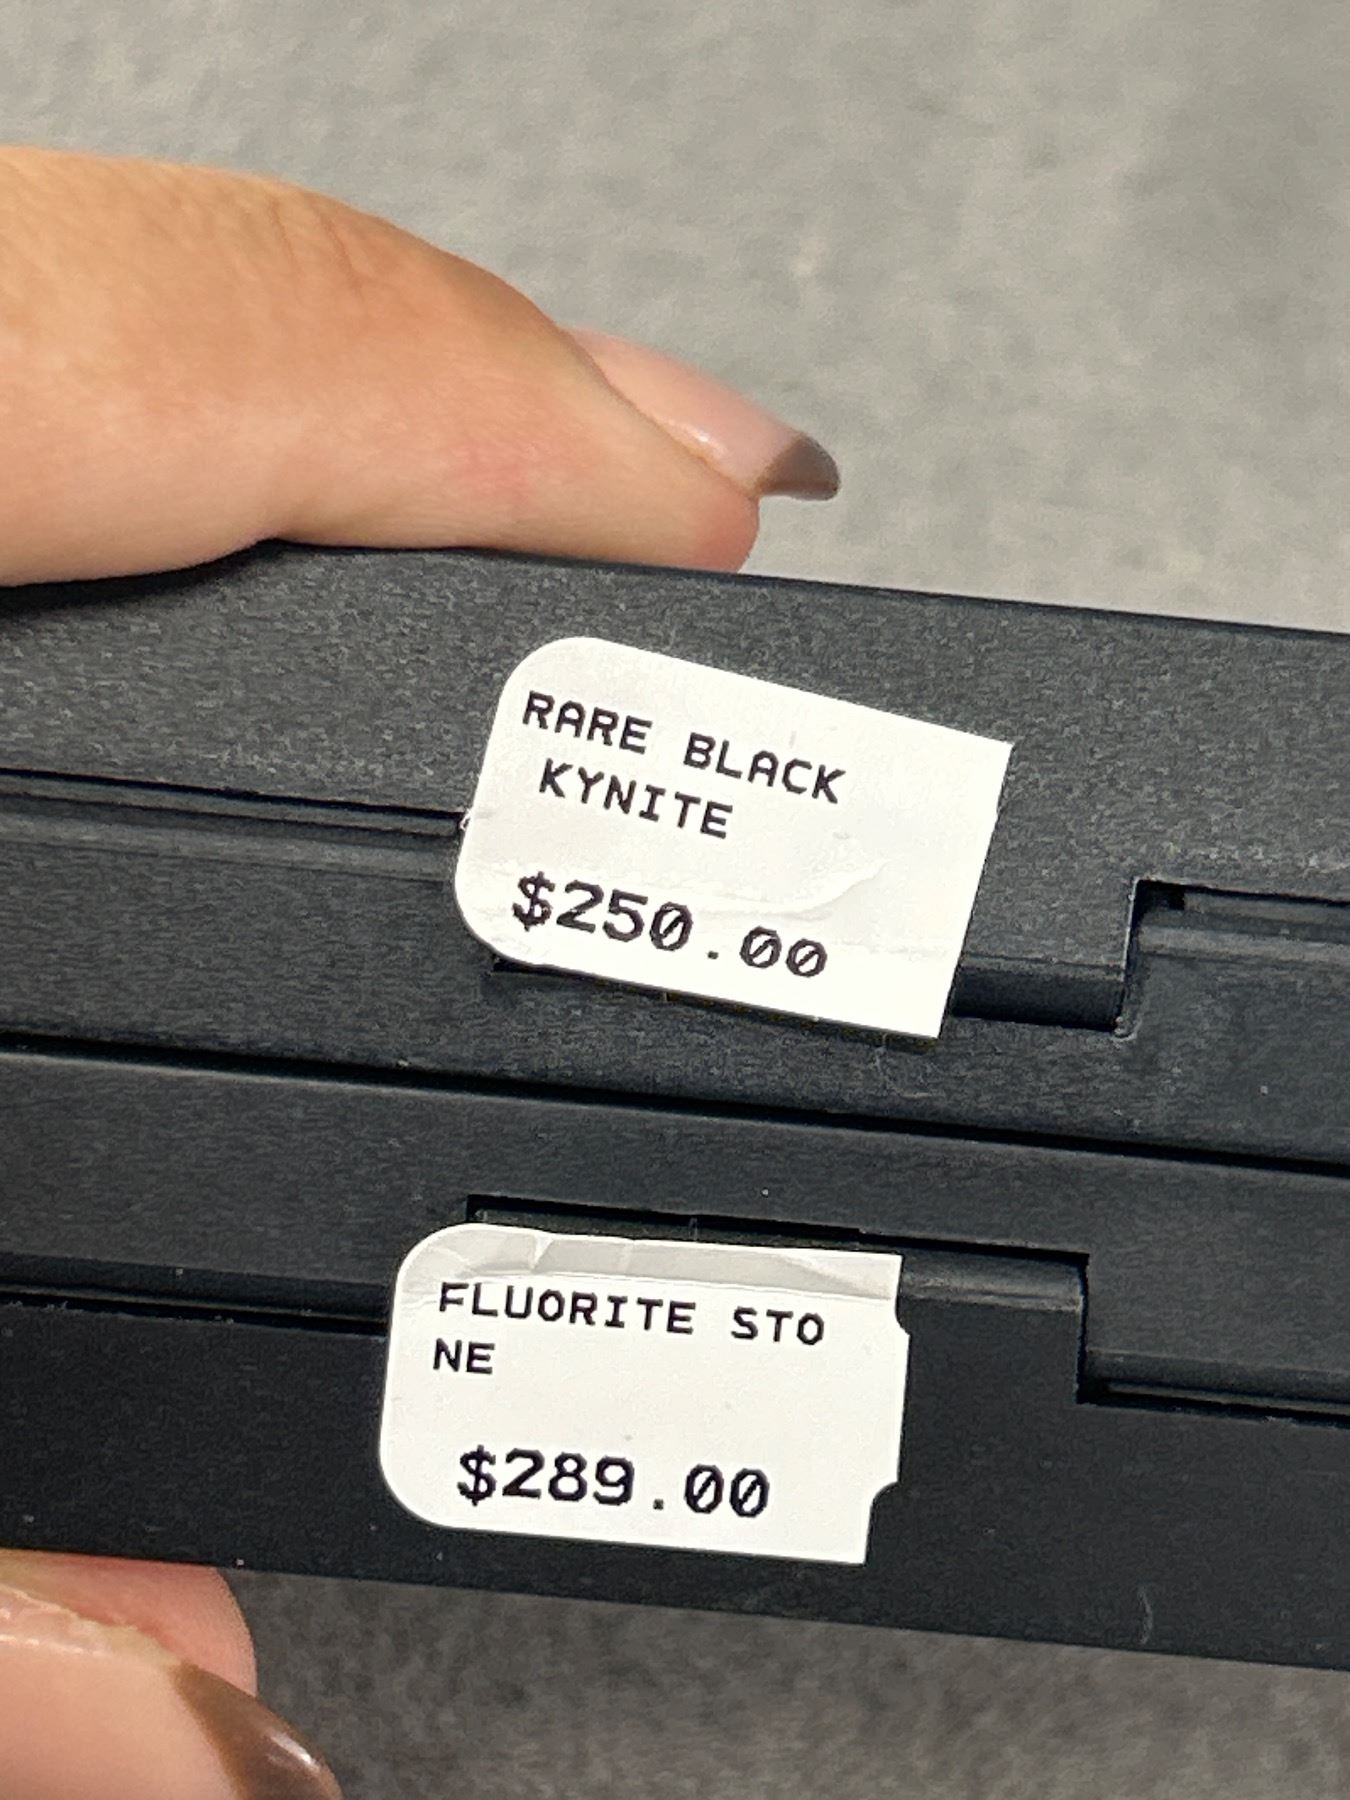 RARE BLACK
KYNITE
$250.00
FLUORITE STO
NE
$289.00